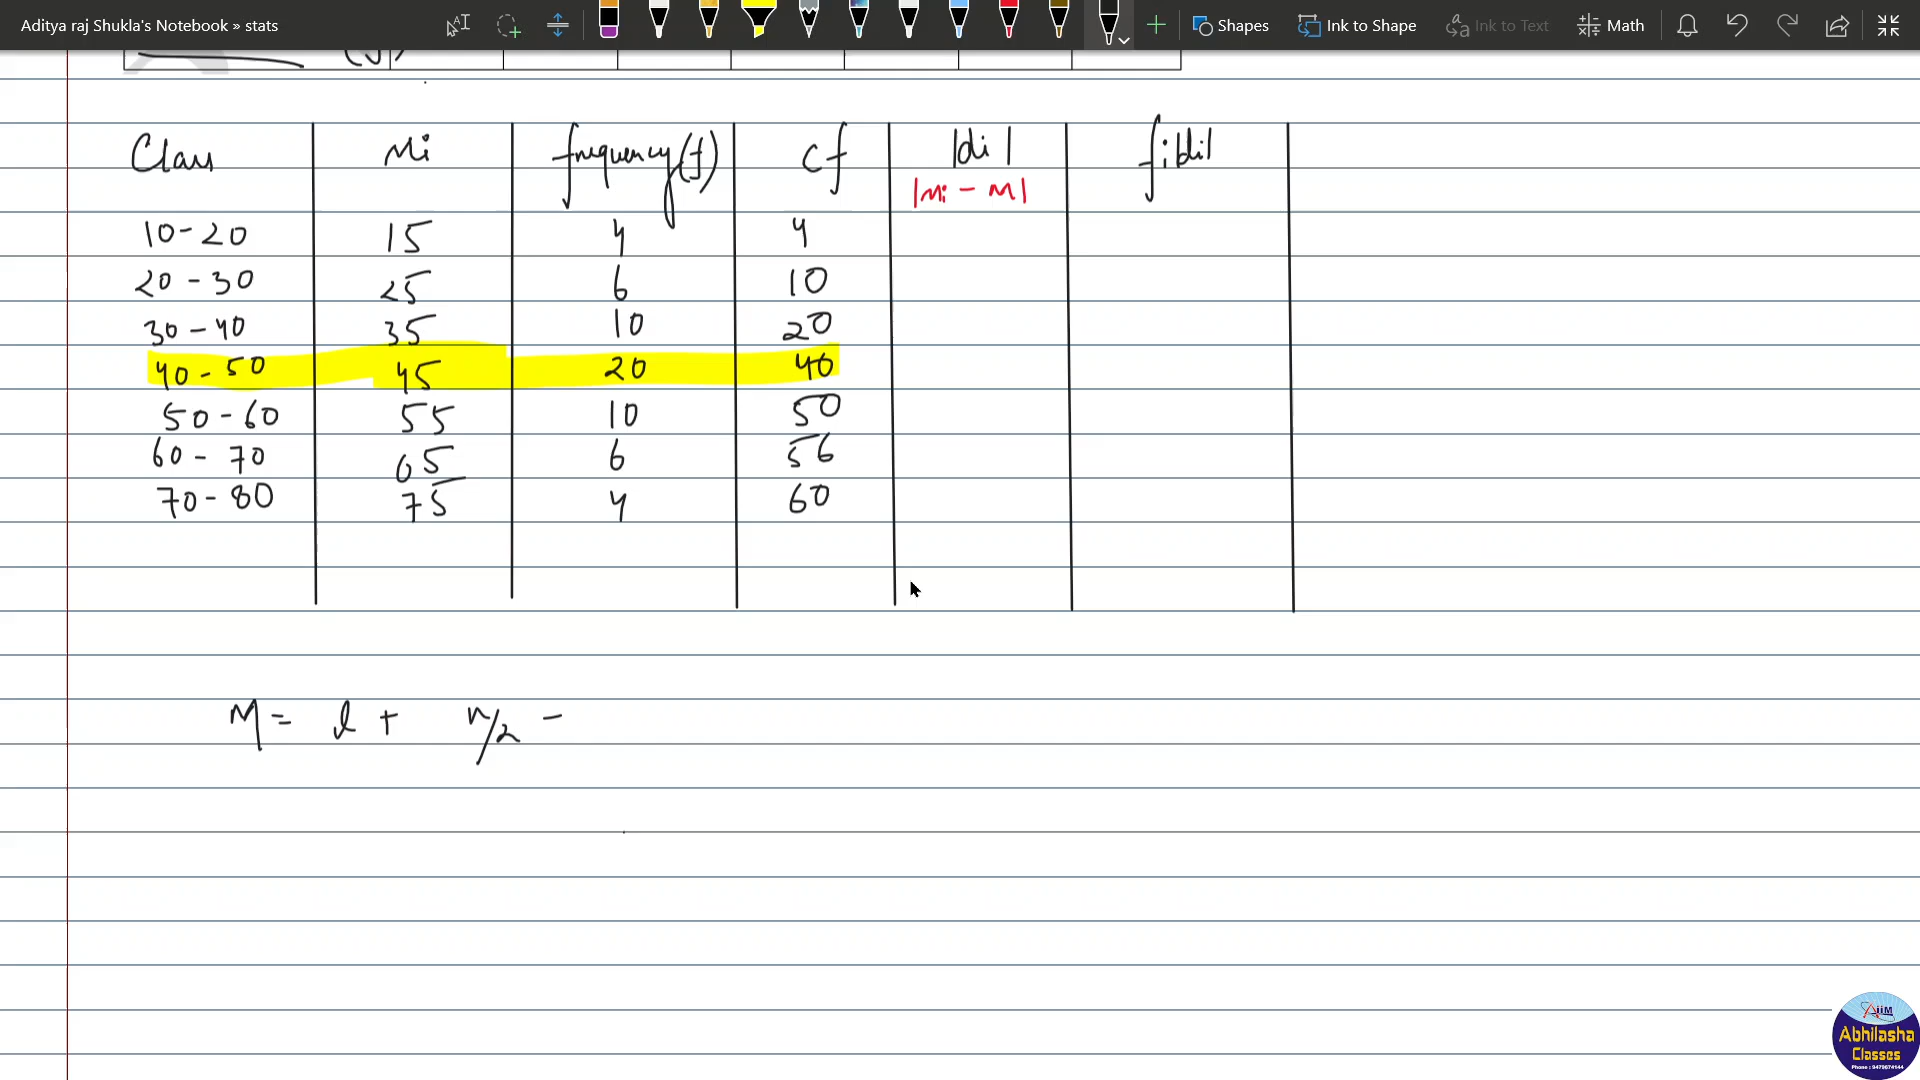 Aditya raj Shukla's Notebook » stats
Shapes
Ink to Shape
Ink to Text
Math
(f)
Class Mi frequency(f) Cf |di| fi|di|
|Mi - M|
10-20 15 4 4
20-30 25 6 10
30-40 35 10 20
40-50 45 20 40
50-60 55 10 50
60-70 65 6 56
70-80 75 4 60
M = l + n/2 -
AiiM
Abhilasha
Classes
Phone : 9479874144